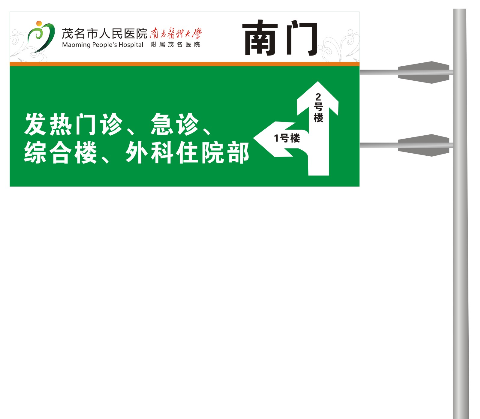 茂名市人民医院 南方医科大学
Maoming People's Hospital 附属茂名医院
南门
发热门诊、急诊、
综合楼、外科住院部
2号楼
1号楼